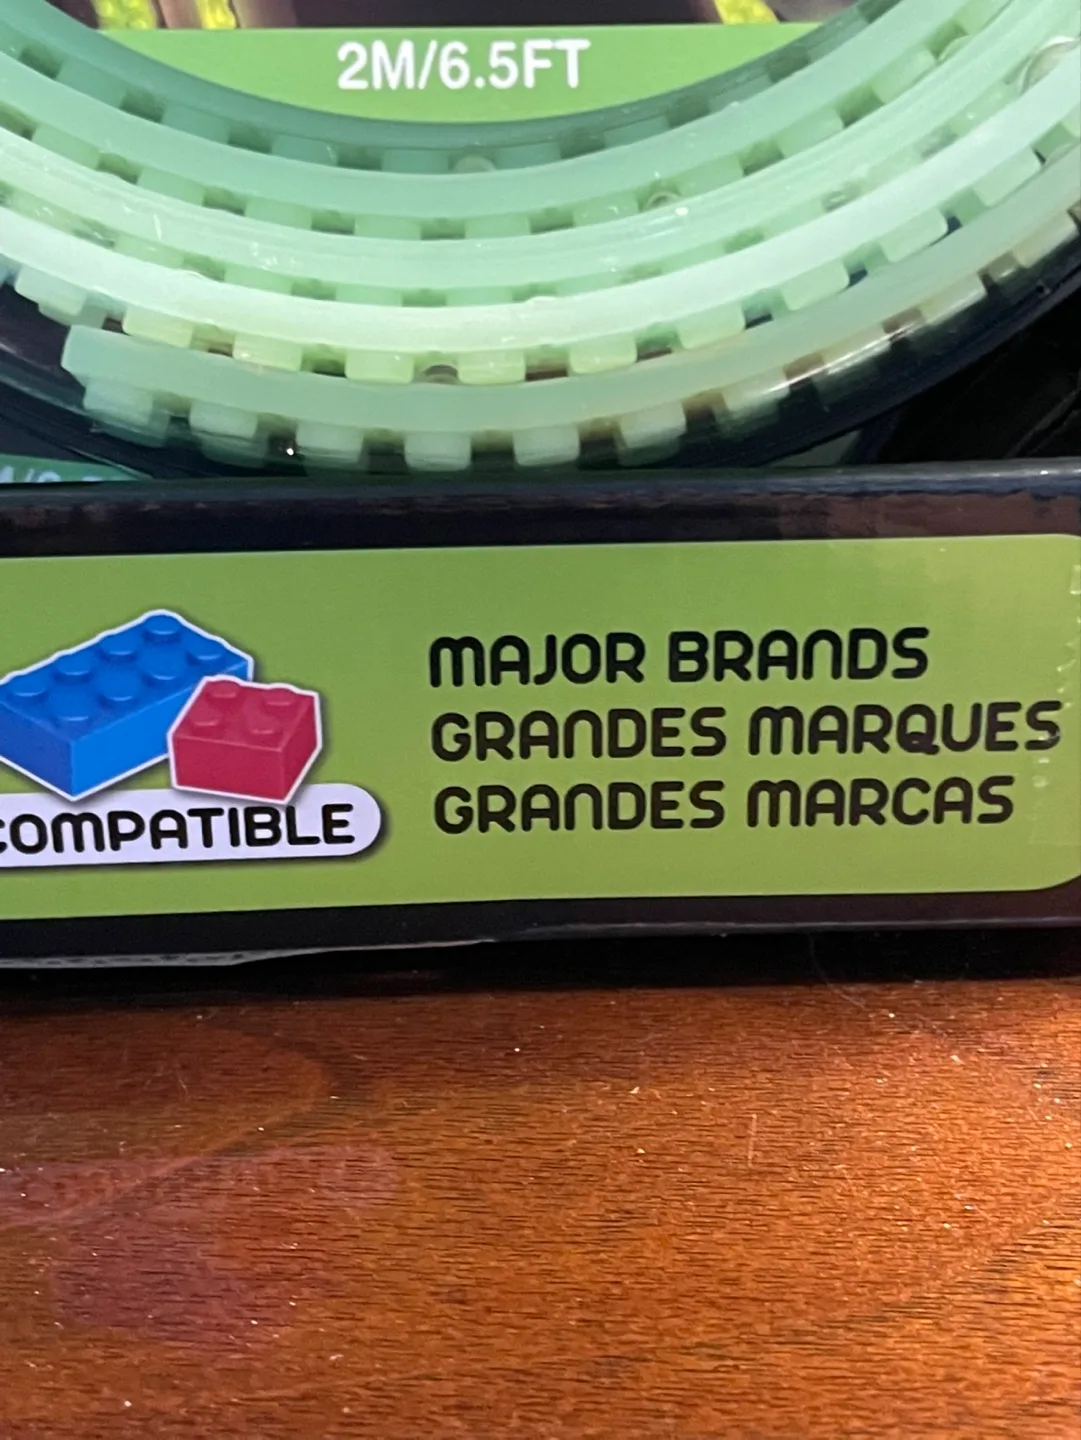 2M/6.5FT
MAJOR BRANDS
GRANDES MARQUES
GRANDES MARCAS
COMPATIBLE